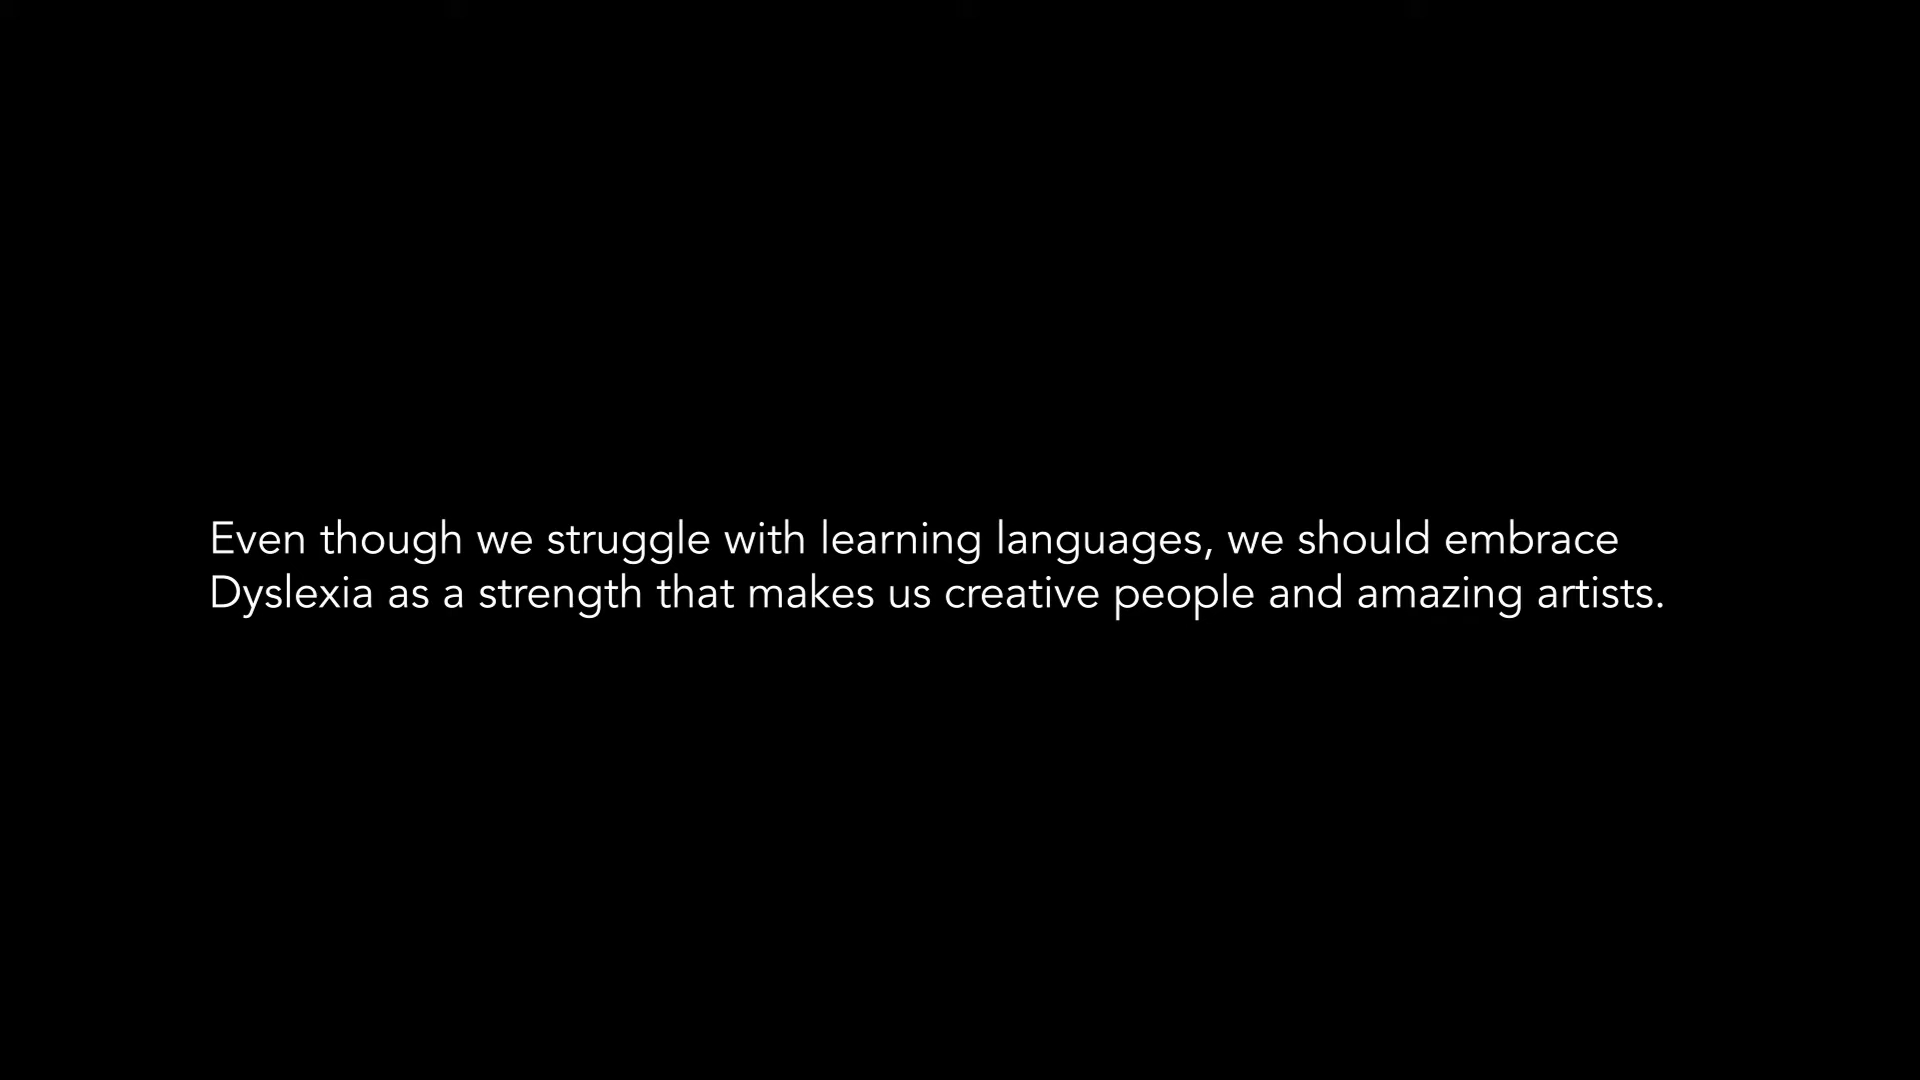 Even though we struggle with learning languages, we should embrace
Dyslexia as a strength that makes us creative people and amazing artists.